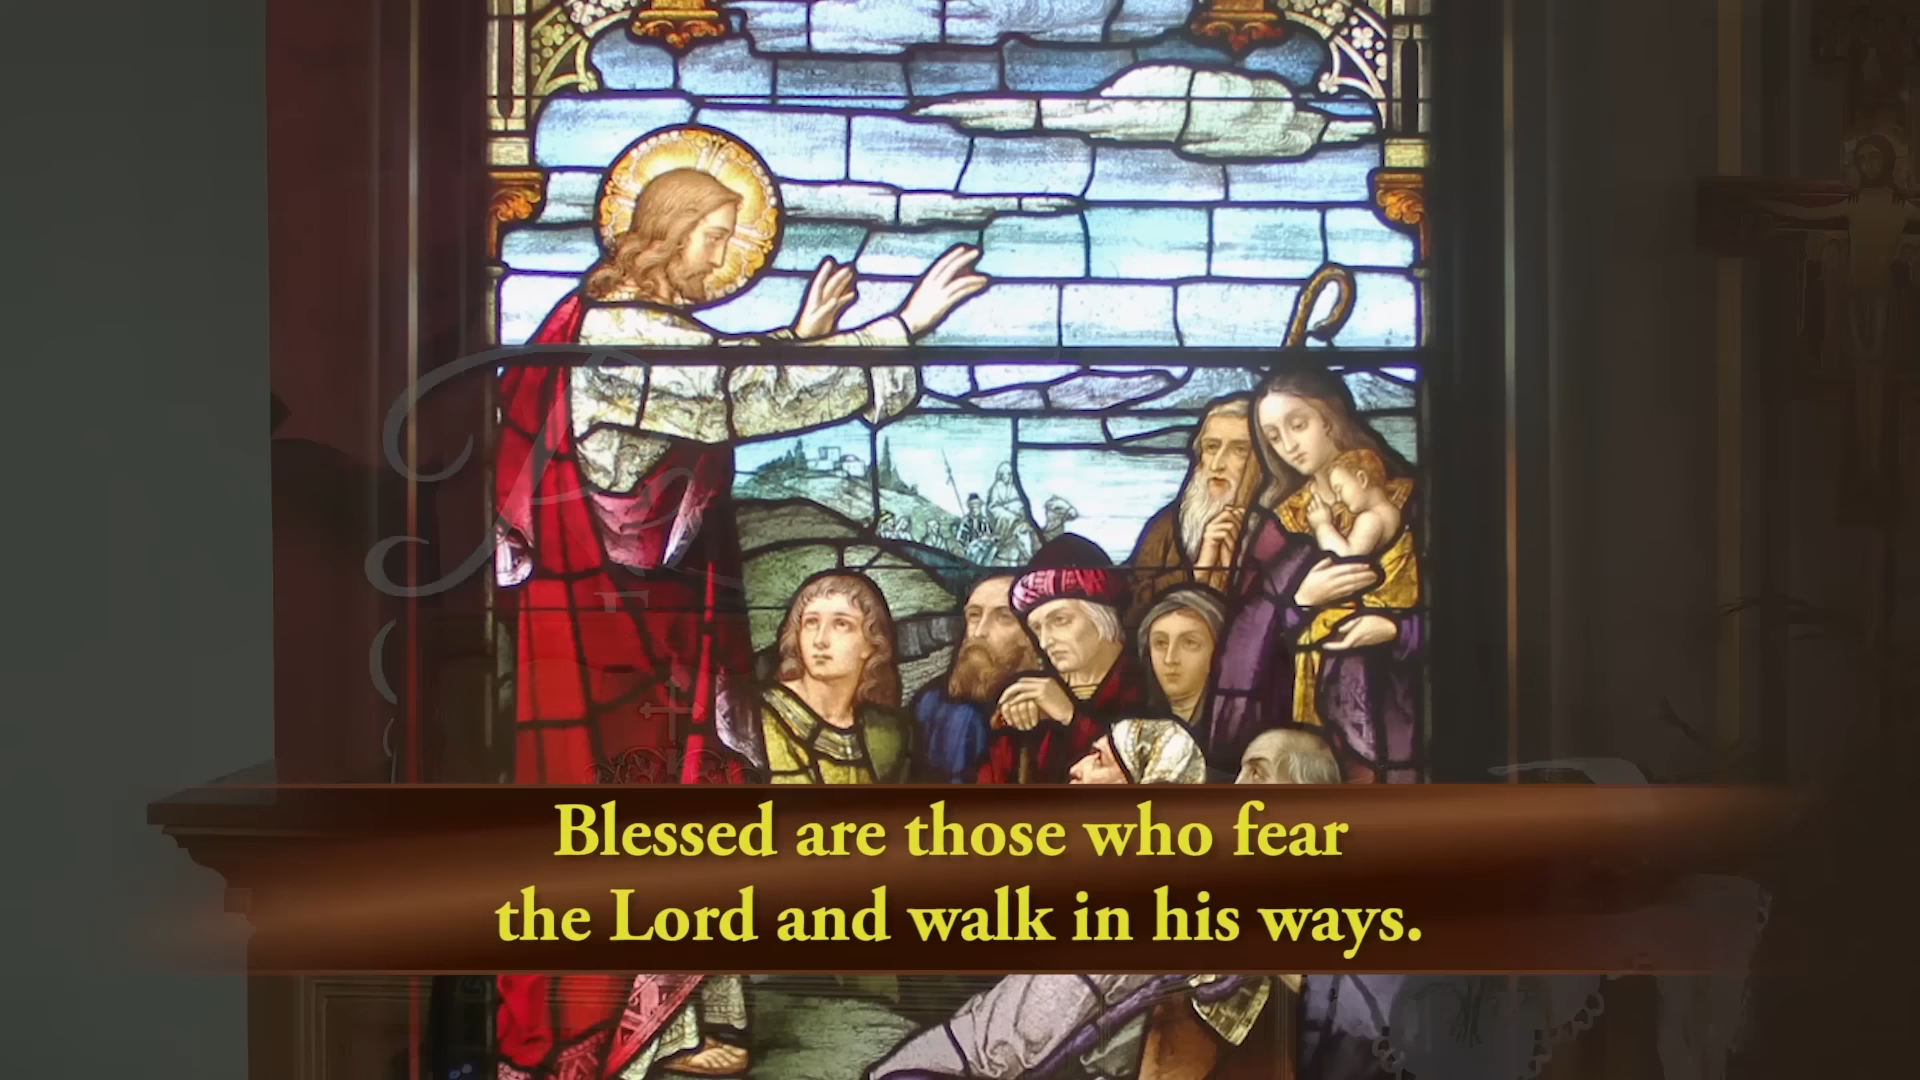 Blessed are those who fear
the Lord and walk in his ways.